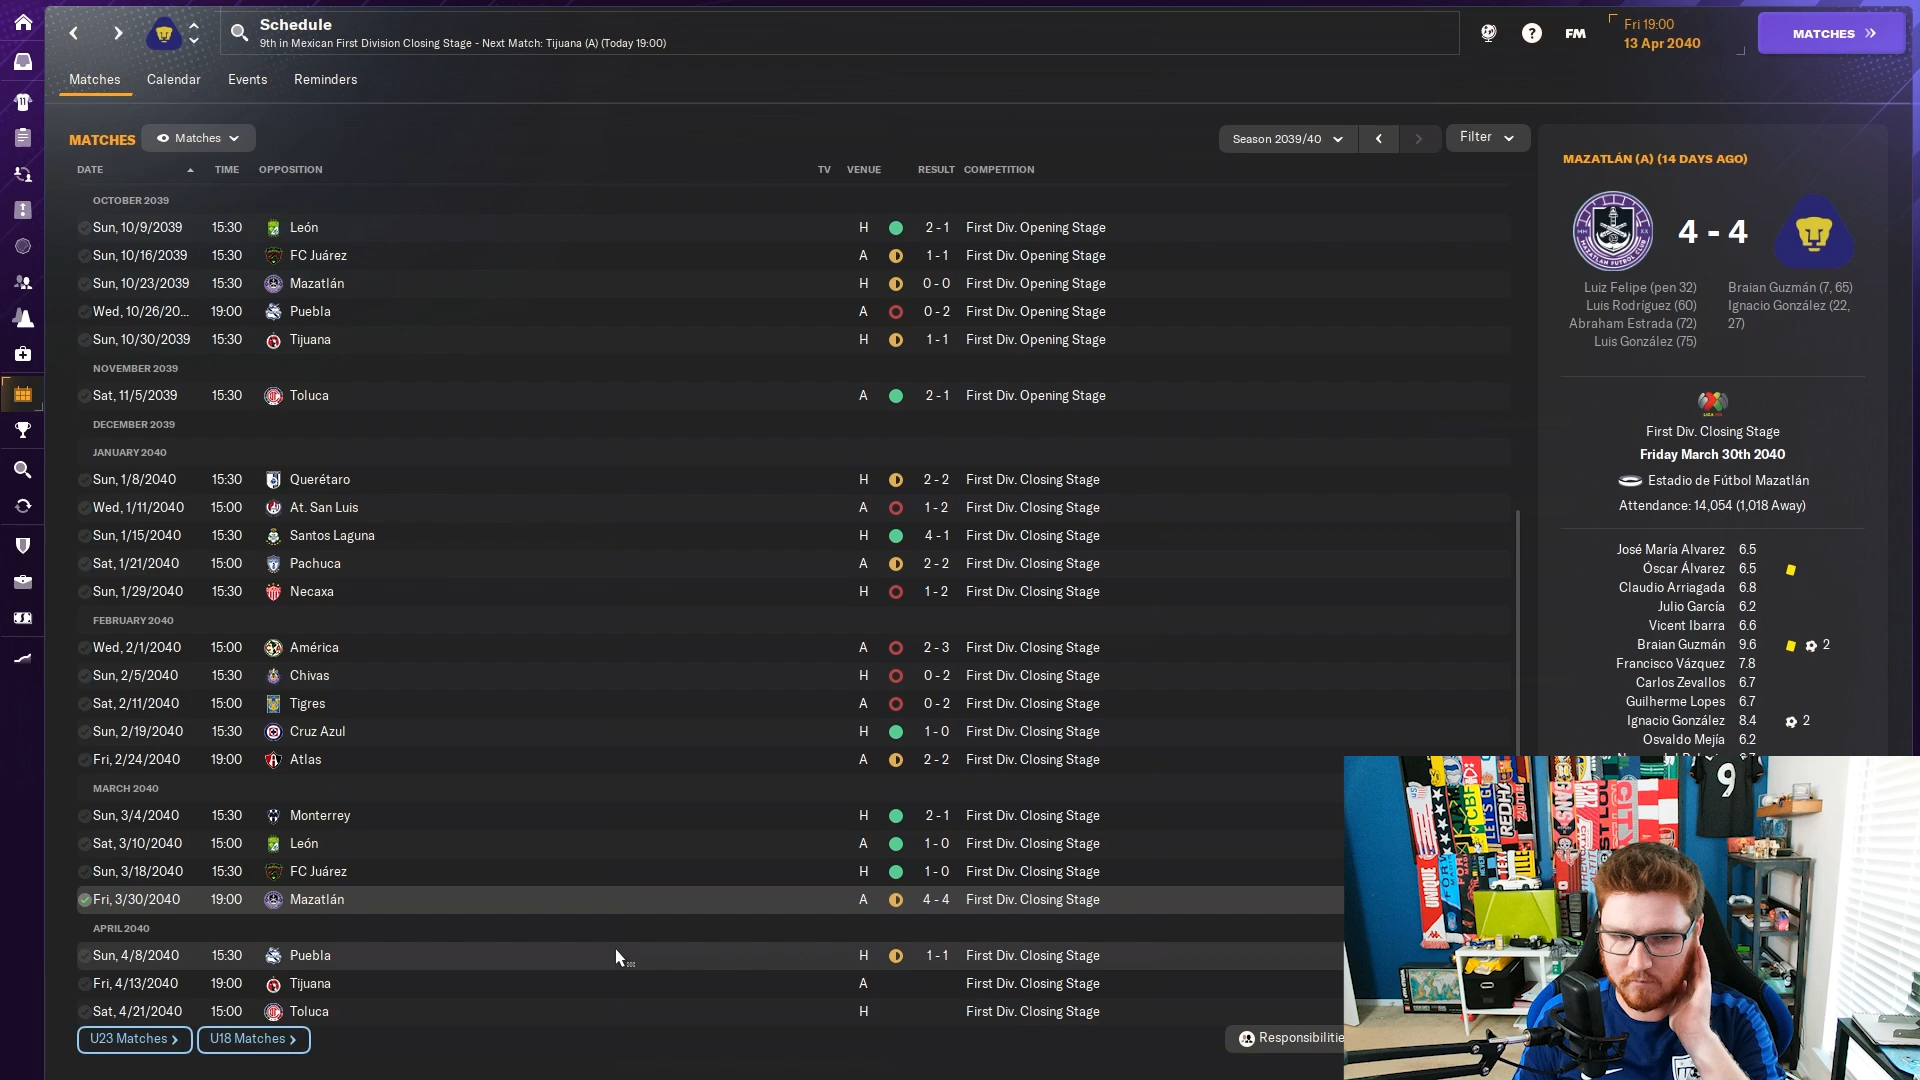 Schedule
9th in Mexican First Division Closing Stage - Next Match: Tijuana (A) (Today 19:00)
FM
Fri 19:00
13 Apr 2040
MATCHES
Matches Calendar Events Reminders
MATCHES Matches
Season 2039/40 Filter
DATE TIME OPPOSITION TV VENUE RESULT COMPETITION
OCTOBER 2039
Sun, 10/9/2039 15:30 León H 2 - 1 First Div. Opening Stage
Sun, 10/16/2039 15:30 FC Juárez A 1 - 1 First Div. Opening Stage
Sun, 10/23/2039 15:30 Mazatlán H 0 - 0 First Div. Opening Stage
Wed, 10/26/20... 19:00 Puebla A 0 - 2 First Div. Opening Stage
Sun, 10/30/2039 15:30 Tijuana H 1 - 1 First Div. Opening Stage
NOVEMBER 2039
Sat, 11/5/2039 15:30 Toluca A 2 - 1 First Div. Opening Stage
DECEMBER 2039
JANUARY 2040
Sun, 1/8/2040 15:30 Querétaro H 2 - 2 First Div. Closing Stage
Wed, 1/11/2040 15:00 At. San Luis A 1 - 2 First Div. Closing Stage
Sun, 1/15/2040 15:30 Santos Laguna H 4 - 1 First Div. Closing Stage
Sat, 1/21/2040 15:00 Pachuca A 2 - 2 First Div. Closing Stage
Sun, 1/29/2040 15:30 Necaxa H 1 - 2 First Div. Closing Stage
FEBRUARY 2040
Wed, 2/1/2040 15:00 América A 2 - 3 First Div. Closing Stage
Sun, 2/5/2040 15:30 Chivas H 0 - 2 First Div. Closing Stage
Sat, 2/11/2040 15:00 Tigres A 0 - 2 First Div. Closing Stage
Sun, 2/19/2040 15:30 Cruz Azul H 1 - 0 First Div. Closing Stage
Fri, 2/24/2040 19:00 Atlas A 2 - 2 First Div. Closing Stage
MARCH 2040
Sun, 3/4/2040 15:30 Monterrey H 2 - 1 First Div. Closing Stage
Sat, 3/10/2040 15:00 León A 1 - 0 First Div. Closing Stage
Sun, 3/18/2040 15:30 FC Juárez H 1 - 0 First Div. Closing Stage
Fri, 3/30/2040 19:00 Mazatlán A 4 - 4 First Div. Closing Stage
APRIL 2040
Sun, 4/8/2040 15:30 Puebla H 1 - 1 First Div. Closing Stage
Fri, 4/13/2040 19:00 Tijuana A First Div. Closing Stage
Sat, 4/21/2040 15:00 Toluca H First Div. Closing Stage
U23 Matches U18 Matches
Responsibilitie
MAZATLÁN (A) (14 DAYS AGO)
4 - 4
Luiz Felipe (pen 32)
Luis Rodríguez (60)
Abraham Estrada (72)
Luis González (75)
Braian Guzmán (7, 65)
Ignacio González (22,
27)
First Div. Closing Stage
Friday March 30th 2040
Estadio de Fútbol Mazatlán
Attendance: 14,054 (1,018 Away)
José María Alvarez 6.5
Óscar Álvarez 6.5
Claudio Arriagada 6.8
Julio García 6.2
Vicent Ibarra 6.6
Braian Guzmán 9.6 2
Francisco Vázquez 7.8
Carlos Zevallos 6.7
Guilherme Lopes 6.7
Ignacio González 8.4 2
Osvaldo Mejía 6.2
9